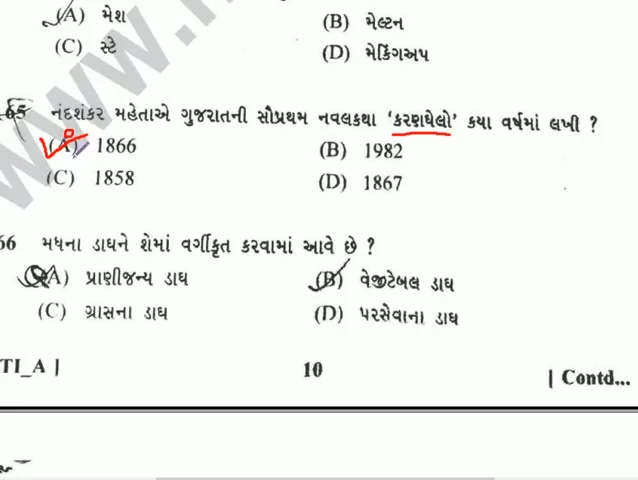 (A) મેશ
(B) મેલ્ટન
(C) સ્ટે
(D) મેકિંગઅપ
65 નંદશંકર મહેતાએ ગુજરાતની સૌપ્રથમ નવલકથા ‘કરણઘેલો’ કયા વર્ષમાં લખી ?
(A) 1866
(B) 1982
(C) 1858
(D) 1867
66 મધના ડાઘને શેમાં વર્ગીકૃત કરવામાં આવે છે ?
(A) પ્રાણીજન્ય ડાઘ
(B) વેજીટેબલ ડાઘ
(C) ગ્રાસના ડાઘ
(D) પરસેવાના ડાઘ
TI_A ]
10
[ Contd...